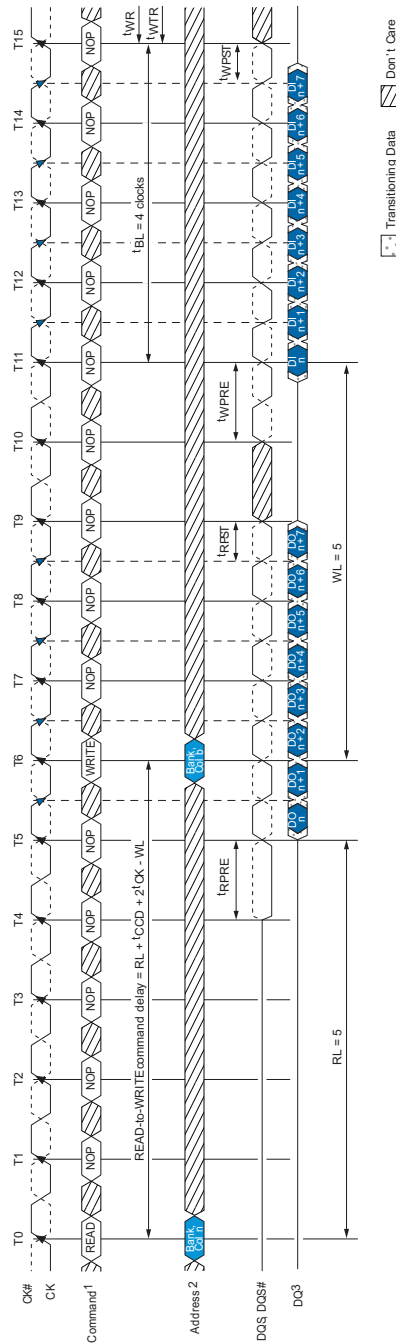 T0 T1 T2 T3 T4 T5 T6 T7 T8 T9 T10 T11 T12 T13 T14 T15
CK#
CK
Command1 READ NOP NOP NOP NOP NOP WRITE NOP NOP NOP NOP NOP NOP NOP NOP NOP
READ-to-WRITEcommand delay = RL + tCCD + 2tCK - WL
tBL = 4 clocks
tWR
tWTR
Address 2
Bank,
Col n
Bank,
Col b
tRPRE
tRPST
tWPRE
tWPST
DQS, DQS#
DQ3
DO
n
DO
n+1
DO
n+2
DO
n+3
DO
n+4
DO
n+5
DO
n+6
DO
n+7
DI
n
DI
n+1
DI
n+2
DI
n+3
DI
n+4
DI
n+5
DI
n+6
DI
n+7
RL = 5
WL = 5
Transitioning Data
Don't Care